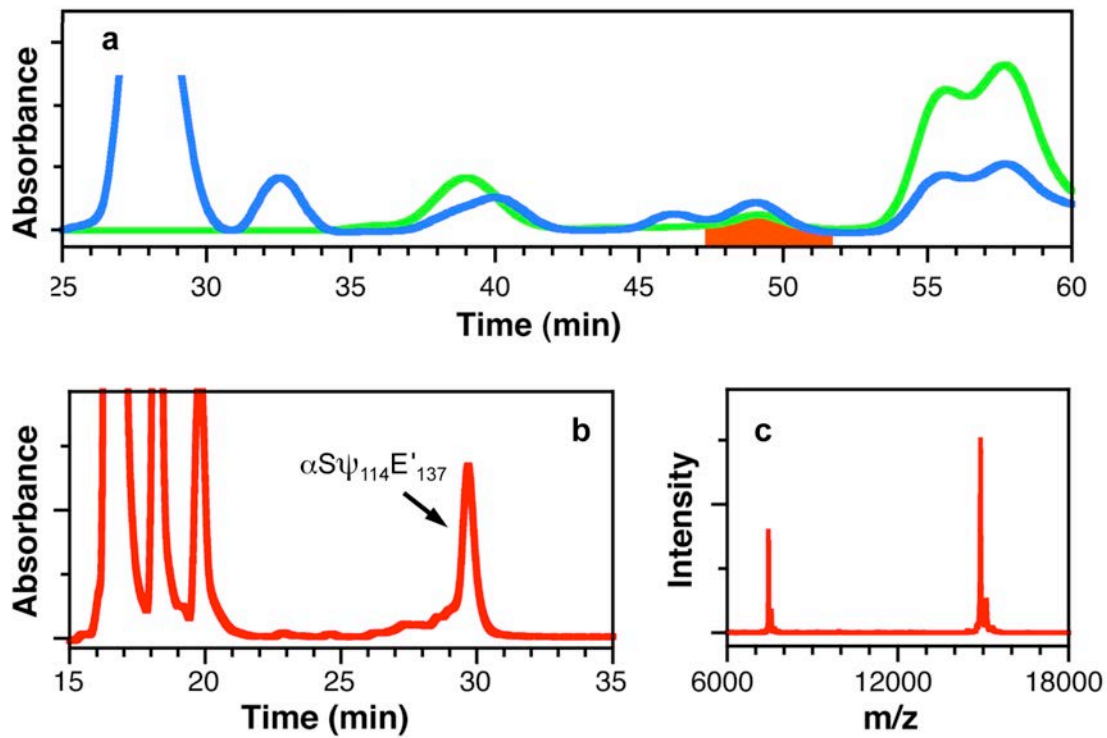 a
Absorbance
25 30 35 40 45 50 55 60
Time (min)
b
αSψ₁₁₄E'₁₃₇
Absorbance
15 20 25 30 35
Time (min)
c
Intensity
6000 12000 18000
m/z